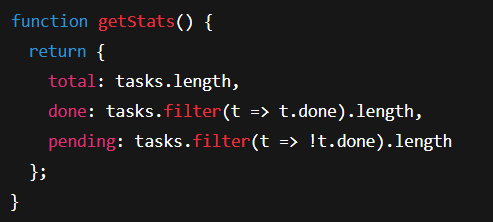 function getStats() {
  return {
    total: tasks.length,
    done: tasks.filter(t => t.done).length,
    pending: tasks.filter(t => !t.done).length
  };
}